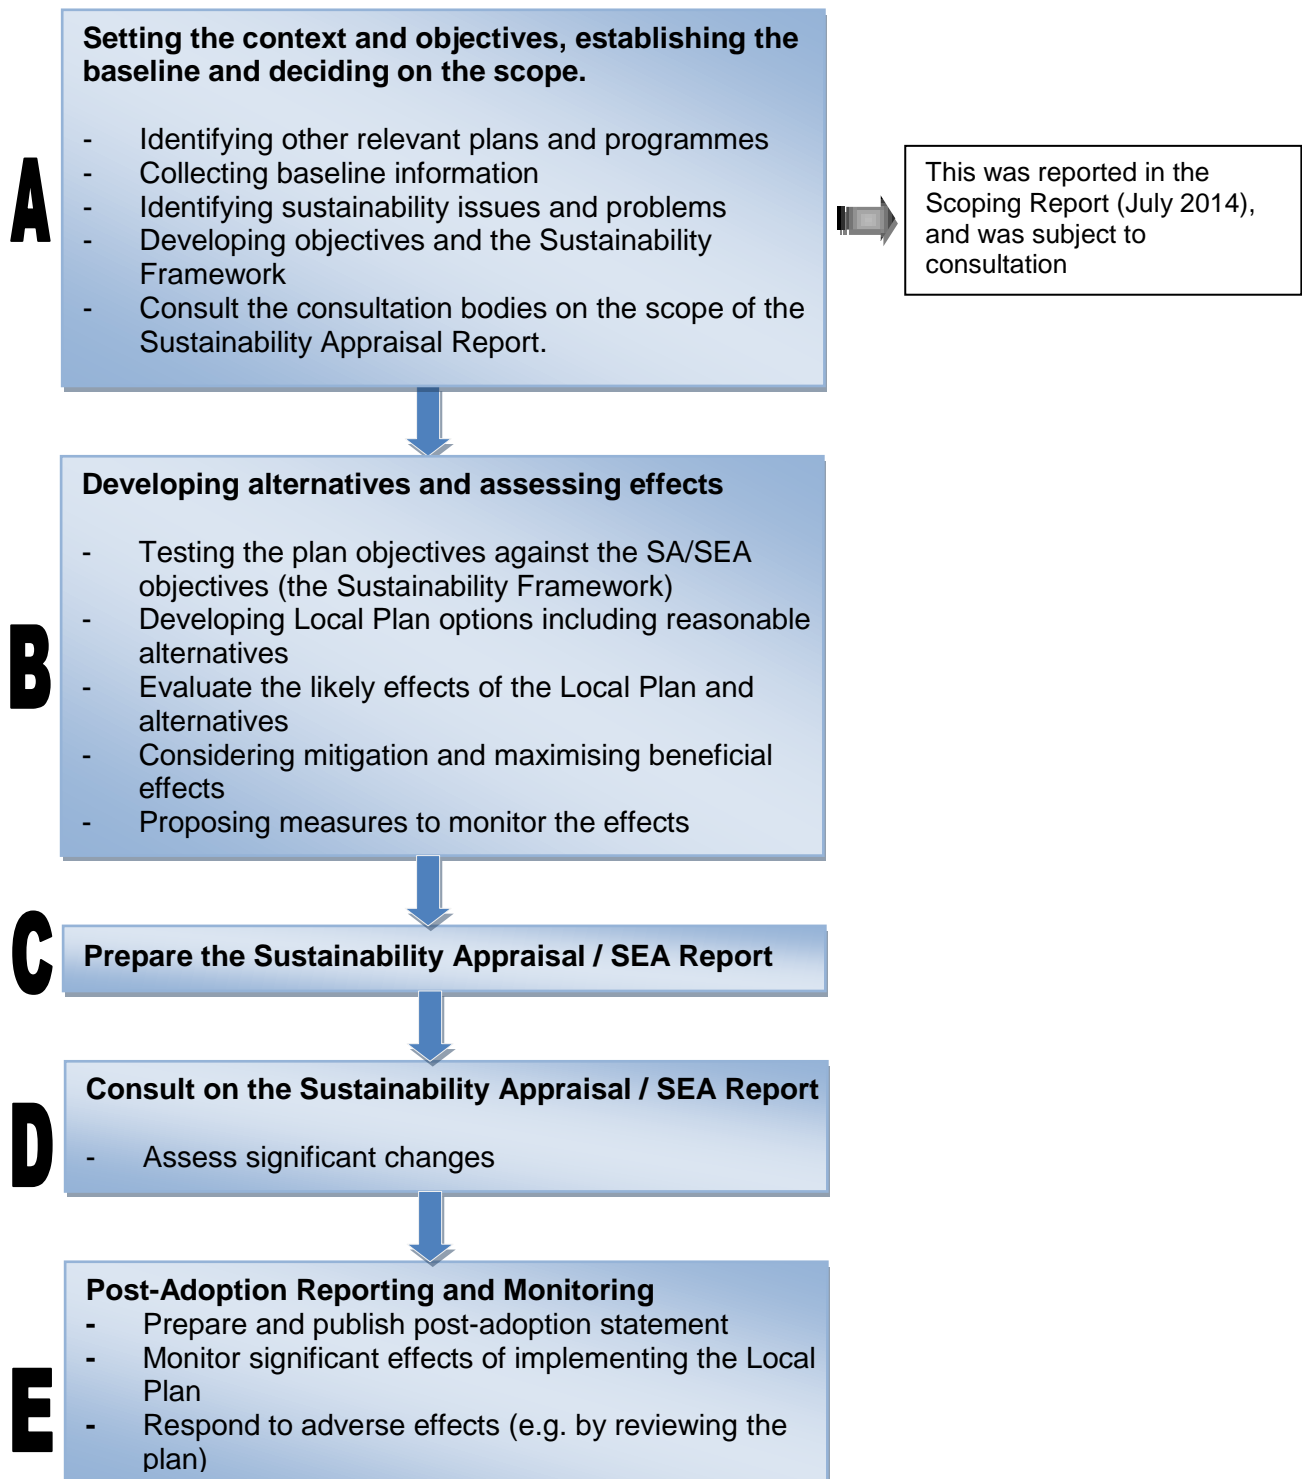 A
Setting the context and objectives, establishing the
baseline and deciding on the scope.
- Identifying other relevant plans and programmes
- Collecting baseline information
- Identifying sustainability issues and problems
- Developing objectives and the Sustainability
Framework
- Consult the consultation bodies on the scope of the
Sustainability Appraisal Report.
This was reported in the
Scoping Report (July 2014),
and was subject to
consultation
B
Developing alternatives and assessing effects
- Testing the plan objectives against the SA/SEA
objectives (the Sustainability Framework)
- Developing Local Plan options including reasonable
alternatives
- Evaluate the likely effects of the Local Plan and
alternatives
- Considering mitigation and maximising beneficial
effects
- Proposing measures to monitor the effects
C
Prepare the Sustainability Appraisal / SEA Report
D
Consult on the Sustainability Appraisal / SEA Report
- Assess significant changes
E
Post-Adoption Reporting and Monitoring
- Prepare and publish post-adoption statement
- Monitor significant effects of implementing the Local
Plan
- Respond to adverse effects (e.g. by reviewing the
plan)